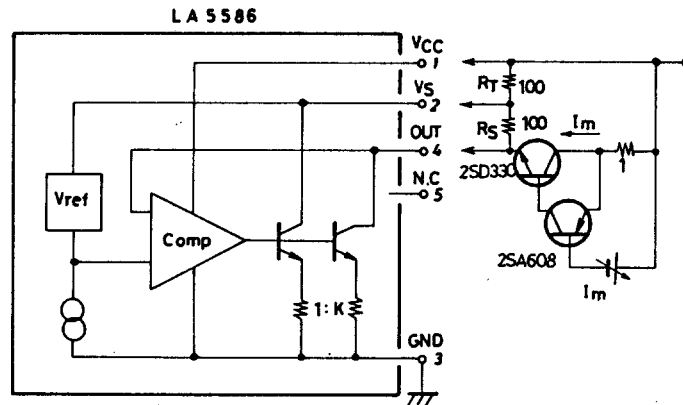 LA5586
VCC
1
VS
2
OUT
4
N.C
5
GND
3
Vref
Comp
1:K
RT
100
RS
100
Im
2SD330
1
2SA608
Im